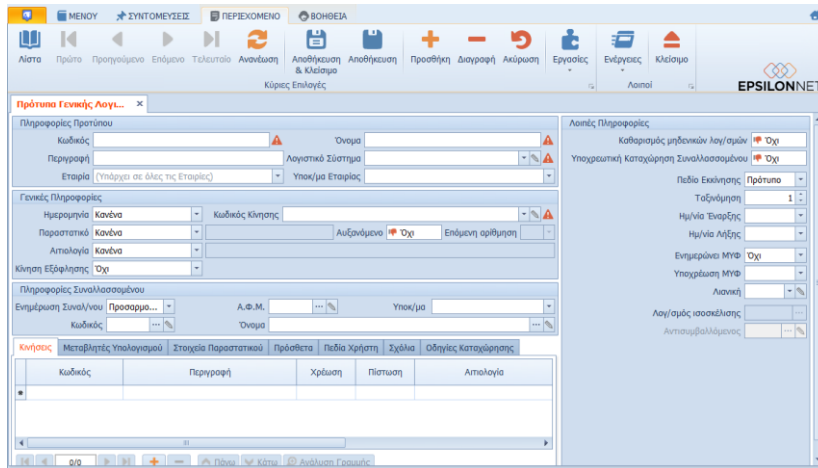 ΜΕΝΟΥ ΣΥΝΤΟΜΕΥΣΕΙΣ ΠΕΡΙΕΧΟΜΕΝΟ ΒΟΗΘΕΙΑ
Λίστα Πρώτο Προηγούμενο Επόμενο Τελευταίο Ανανέωση Αποθήκευση & Κλείσιμο Αποθήκευση Προσθήκη Διαγραφή Ακύρωση Εργασίες Ενέργειες Κλείσιμο
Κύριες Επιλογές Λοιποί
EPSILONNET
Πρότυπα Γενικής Λογι... ×
Πληροφορίες Προτύπου
Κωδικός Όνομα
Περιγραφή Λογιστικό Σύστημα
Εταιρία (Υπάρχει σε όλες τις Εταιρίες) Υποκ/μα Εταιρίας
Γενικές Πληροφορίες
Ημερομηνία Κανένα Κωδικός Κίνησης
Παραστατικό Κανένα Αυξανόμενο Όχι Επόμενη αρίθμηση
Αιτιολογία Κανένα
Κίνηση Εξόφλησης Όχι
Πληροφορίες Συναλλασσομένου
Ενημέρωση Συναλ/νου Προσαρμο... Α.Φ.Μ. Υποκ/μα
Κωδικός Όνομα
Κινήσεις Μεταβλητές Υπολογισμού Στοιχεία Παραστατικού Πρόσθετα Πεδία Χρήστη Σχόλια Οδηγίες Καταχώρησης
Κωδικός Περιγραφή Χρέωση Πίστωση Αιτιολογία
0/0 Πάνω Κάτω Ανάλυση Γραμμής
Λοιπές Πληροφορίες
Καθαρισμός μηδενικών λογ/σμών Όχι
Υποχρεωτική Καταχώρηση Συναλλασσομένου Όχι
Πεδίο Εκκίνησης Πρότυπο
Ταξινόμηση 1
Ημ/νία Έναρξης
Ημ/νία Λήξης
Ενημερώνει ΜΥΦ Όχι
Υποχρέωση ΜΥΦ
Λιανική
Λογ/σμός ισοσκέλισης
Αντισυμβαλλόμενος